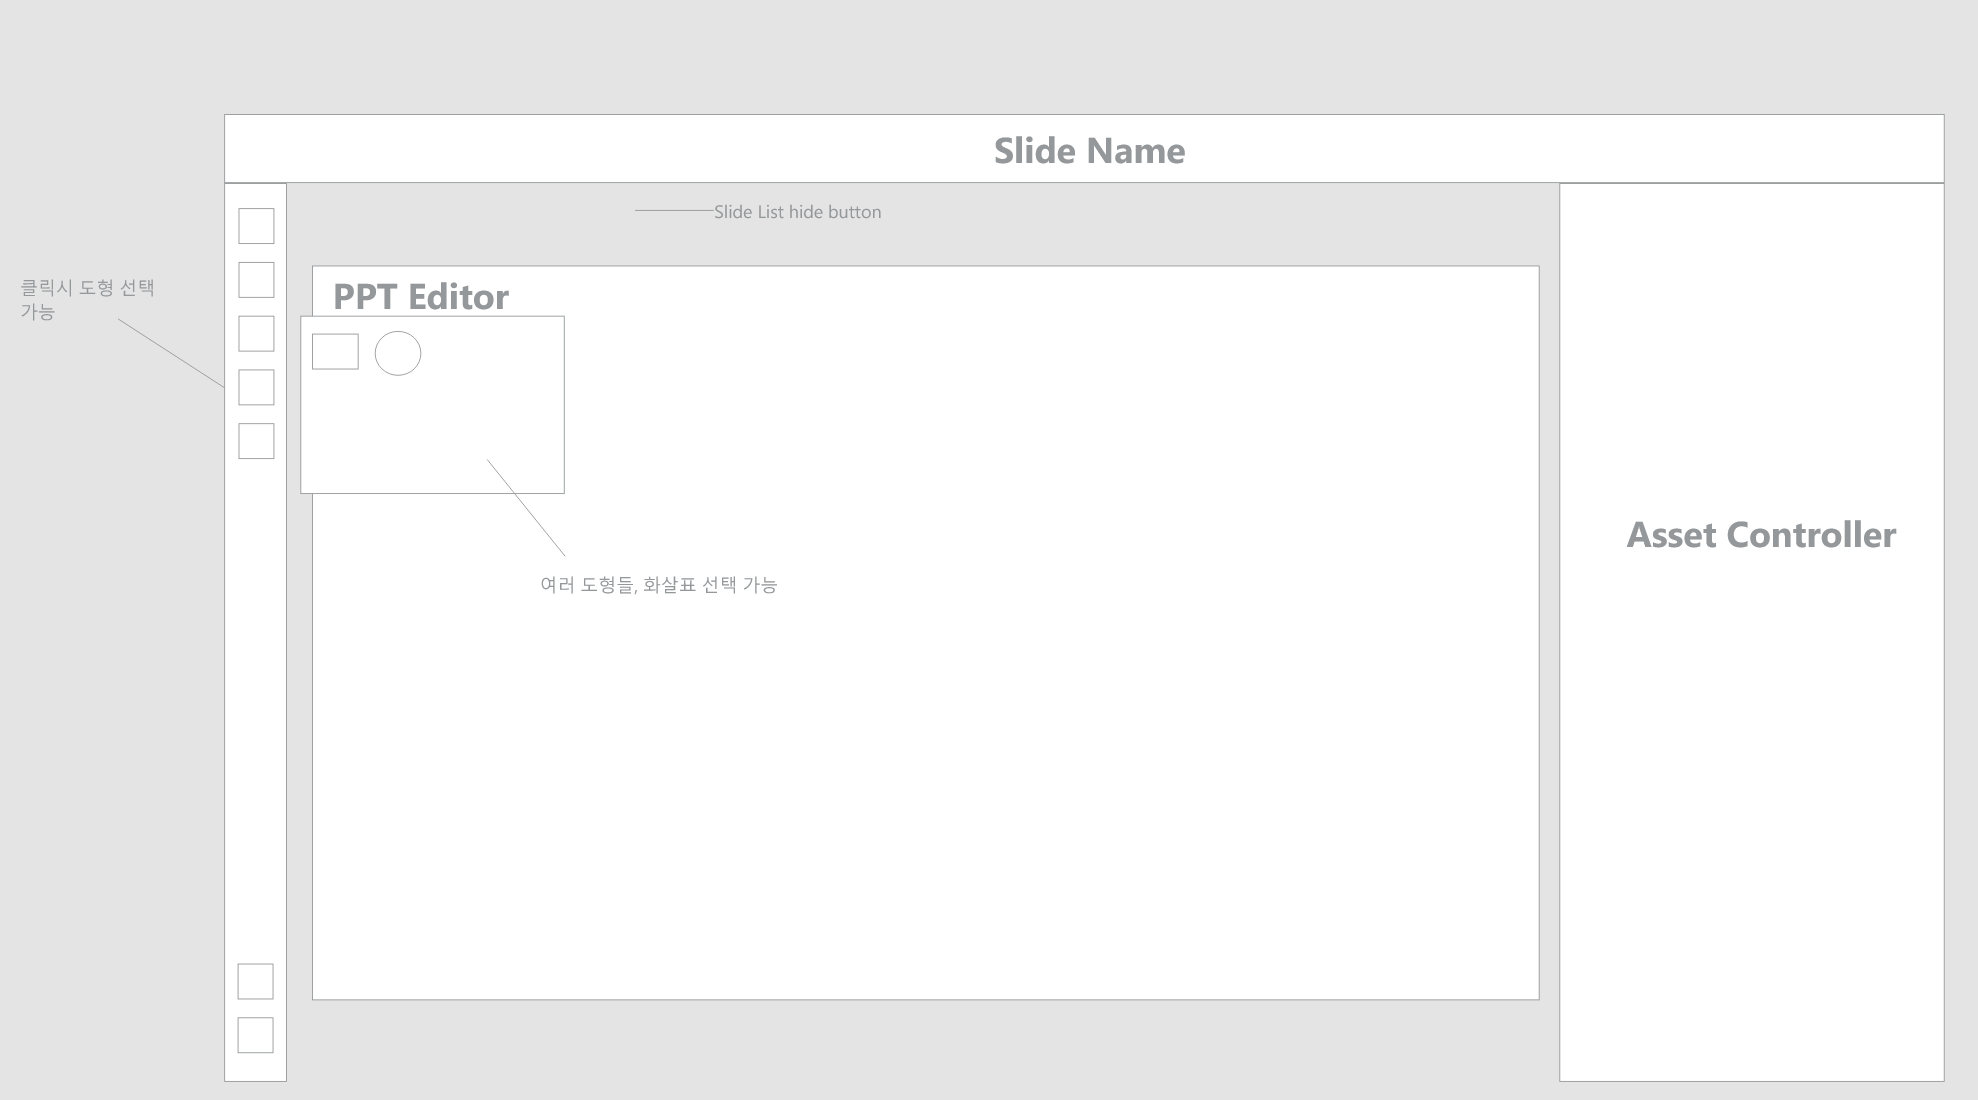 Slide Name
Slide List hide button
클릭시 도형 선택
가능
PPT Editor
여러 도형들, 화살표 선택 가능
Asset Controller